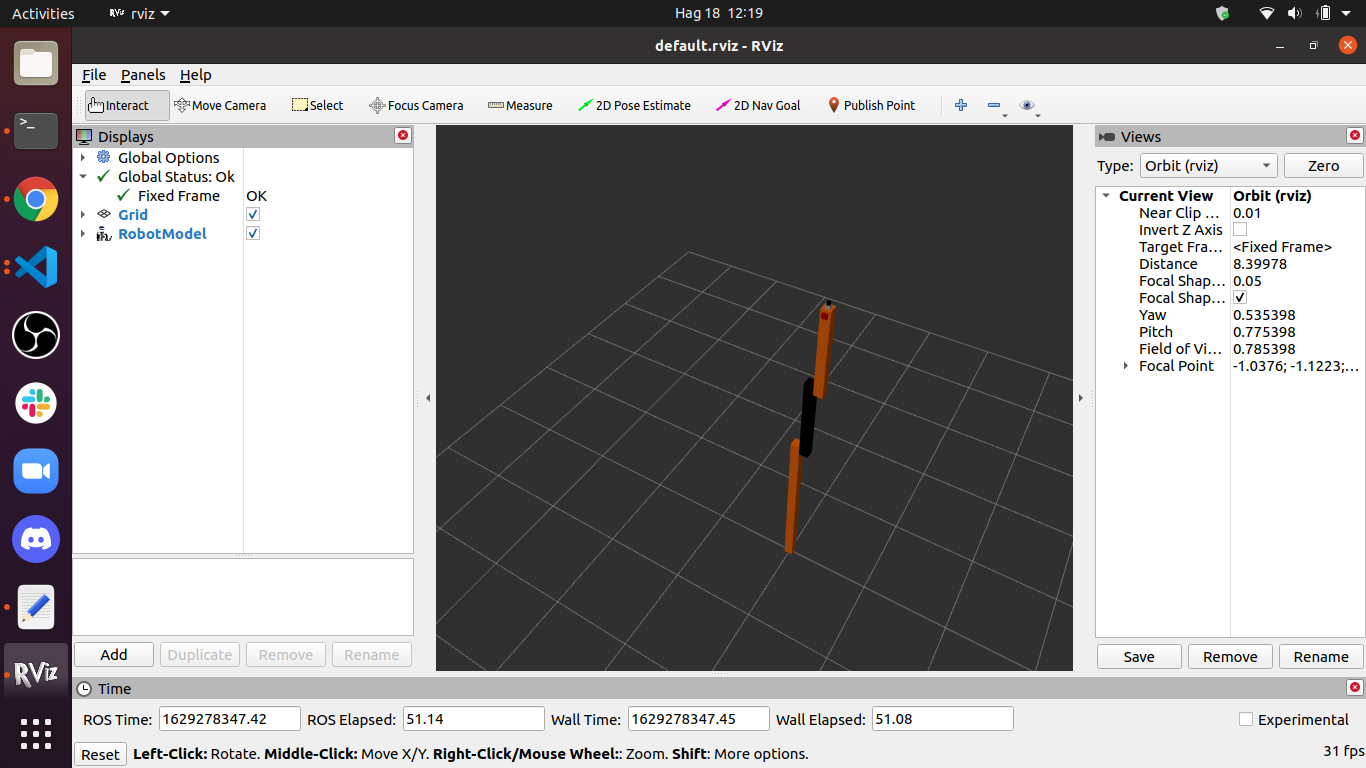 Activities RViz rviz Hag 18 12:19
default.rviz - RViz
File Panels Help
Interact Move Camera Select Focus Camera Measure 2D Pose Estimate 2D Nav Goal Publish Point
Displays
Global Options
Global Status: Ok
Fixed Frame OK
Grid
RobotModel
Add Duplicate Remove Rename
Views
Type: Orbit (rviz) Zero
Current View Orbit (rviz)
Near Clip ... 0.01
Invert Z Axis
Target Fra... <Fixed Frame>
Distance 8.39978
Focal Shap... 0.05
Focal Shap...
Yaw 0.535398
Pitch 0.775398
Field of Vi... 0.785398
Focal Point -1.0376; -1.1223;...
Save Remove Rename
>_
RViz
Time
ROS Time: 1629278347.42 ROS Elapsed: 51.14 Wall Time: 1629278347.45 Wall Elapsed: 51.08 Experimental
Reset Left-Click: Rotate. Middle-Click: Move X/Y. Right-Click/Mouse Wheel:: Zoom. Shift: More options. 31 fps